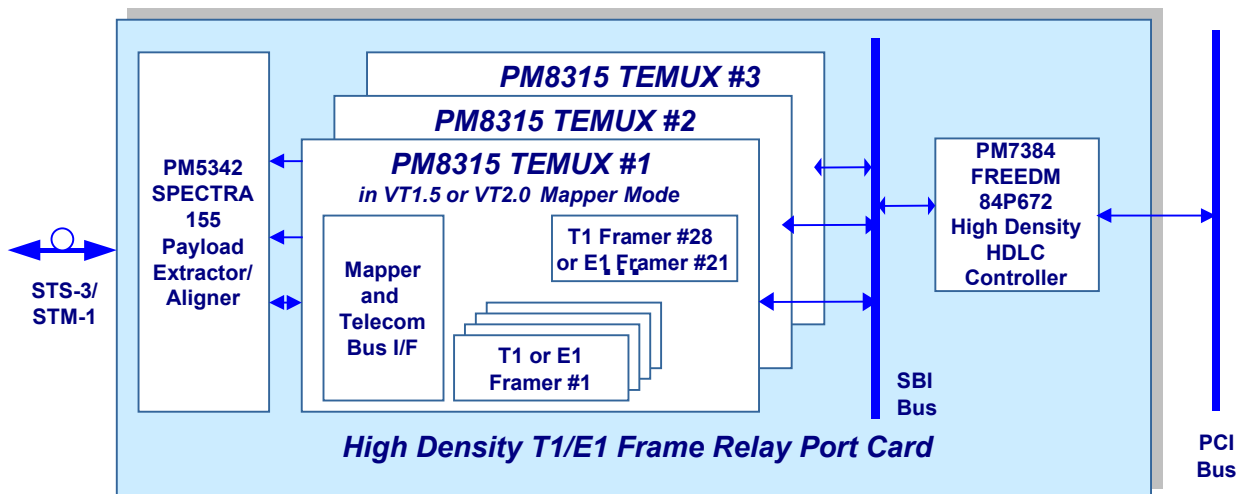 PM8315 TEMUX #3
PM8315 TEMUX #2
PM8315 TEMUX #1
in VT1.5 or VT2.0 Mapper Mode
PM5342
SPECTRA
155
Payload
Extractor/
Aligner
STS-3/
STM-1
Mapper
and
Telecom
Bus I/F
T1 Framer #28
or E1 Framer #21
T1 or E1
Framer #1
PM7384
FREEDM
84P672
High Density
HDLC
Controller
SBI
Bus
PCI
Bus
High Density T1/E1 Frame Relay Port Card